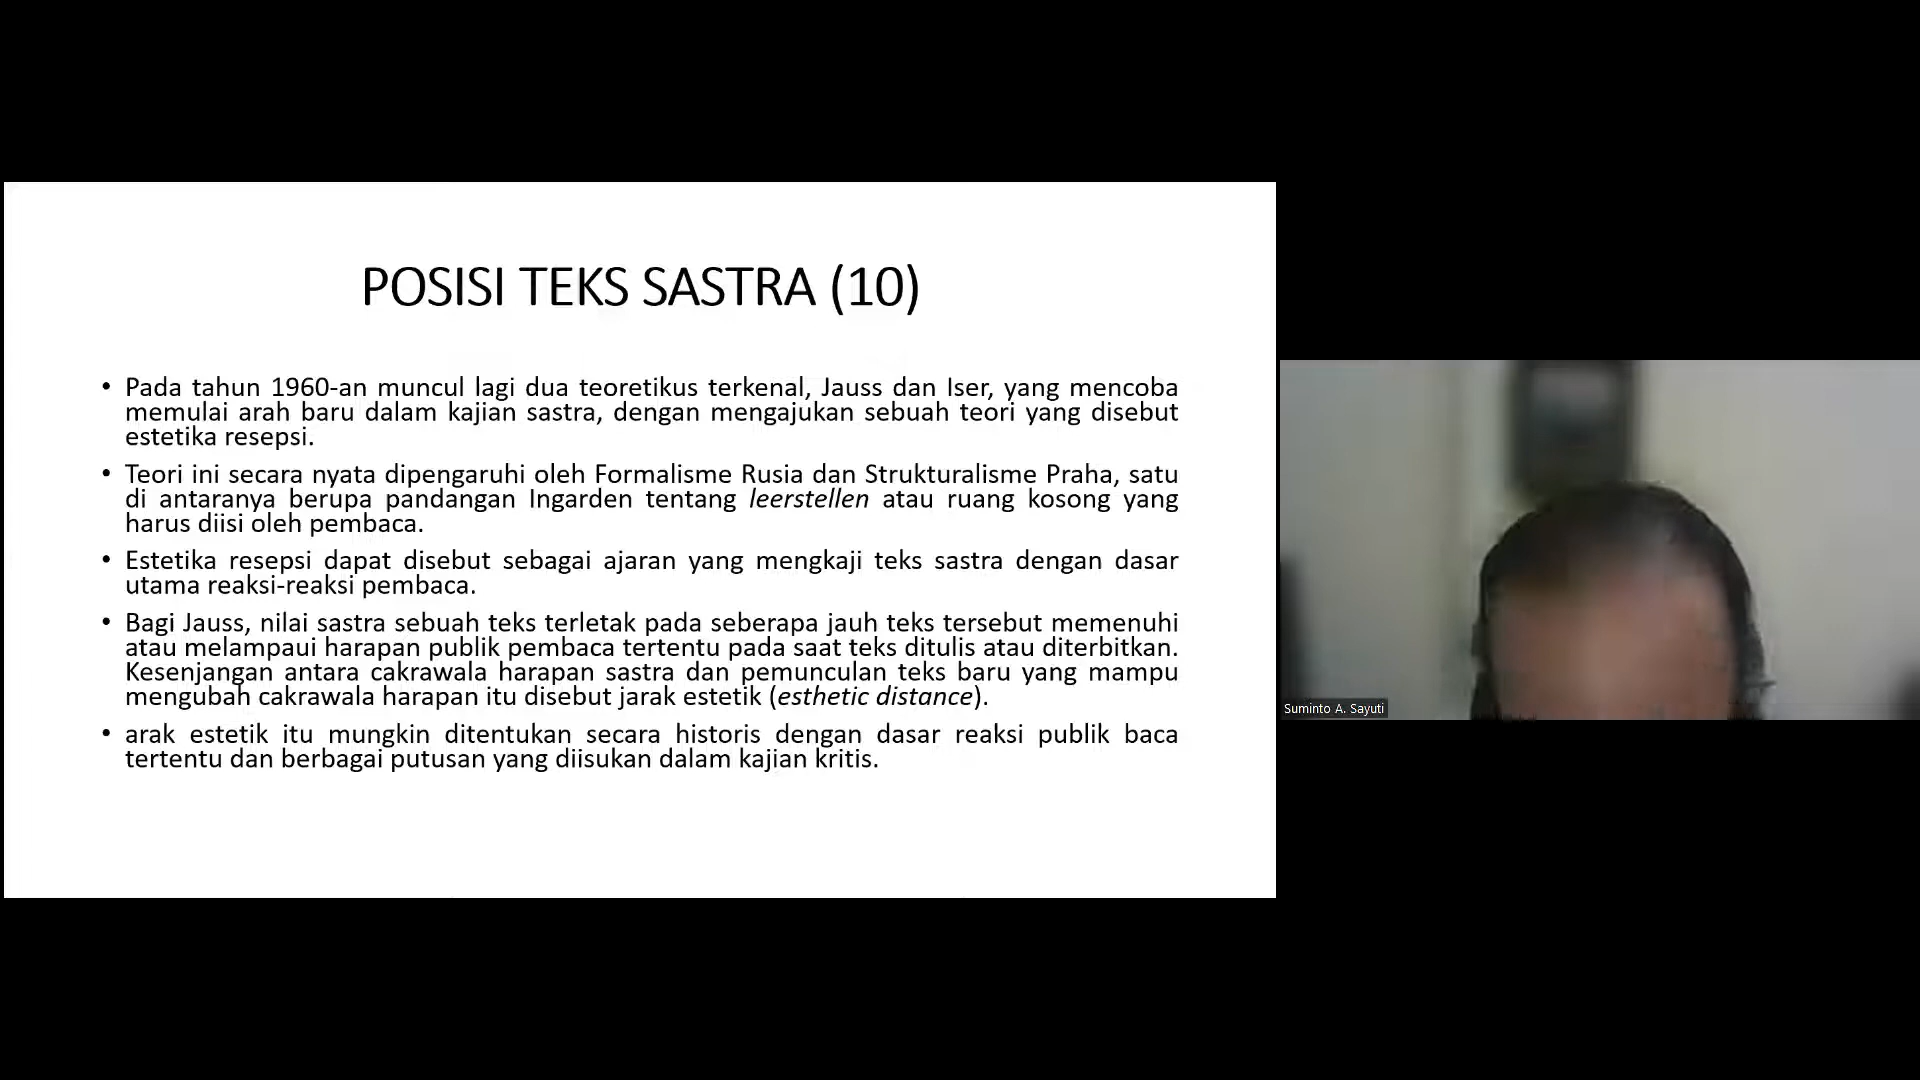 POSISI TEKS SASTRA (10)
• Pada tahun 1960-an muncul lagi dua teoretikus terkenal, Jauss dan Iser, yang mencoba
memulai arah baru dalam kajian sastra, dengan mengajukan sebuah teori yang disebut
estetika resepsi.
• Teori ini secara nyata dipengaruhi oleh Formalisme Rusia dan Strukturalisme Praha, satu
di antaranya berupa pandangan Ingarden tentang leerstellen atau ruang kosong yang
harus diisi oleh pembaca.
• Estetika resepsi dapat disebut sebagai ajaran yang mengkaji teks sastra dengan dasar
utama reaksi-reaksi pembaca.
• Bagi Jauss, nilai sastra sebuah teks terletak pada seberapa jauh teks tersebut memenuhi
atau melampaui harapan publik pembaca tertentu pada saat teks ditulis atau diterbitkan.
Kesenjangan antara cakrawala harapan sastra dan pemunculan teks baru yang mampu
mengubah cakrawala harapan itu disebut jarak estetik (esthetic distance).
• arak estetik itu mungkin ditentukan secara historis dengan dasar reaksi publik baca
tertentu dan berbagai putusan yang diisukan dalam kajian kritis.
Suminto A. Sayuti